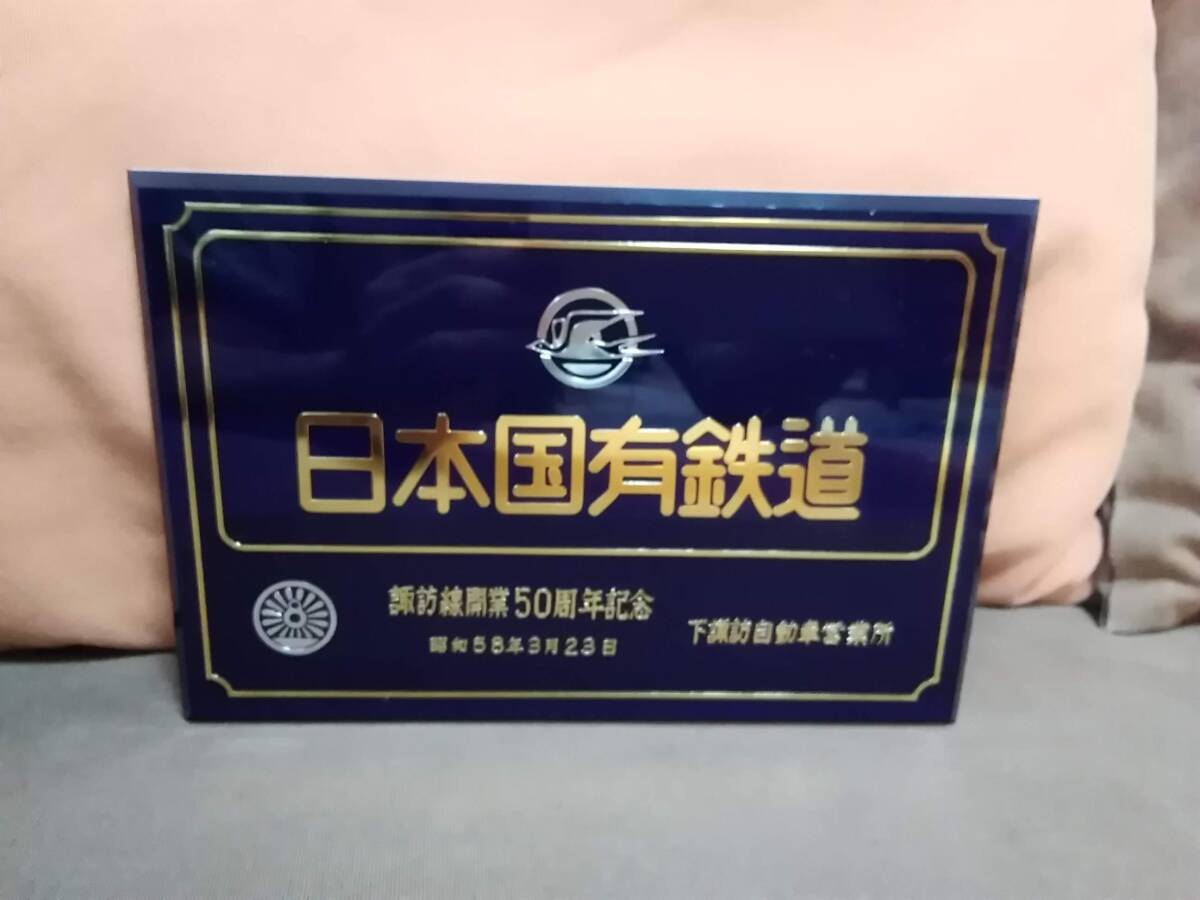 日本国有鉄道
諏訪線開業50周年記念
昭和58年3月23日
下諏訪自動車営業所